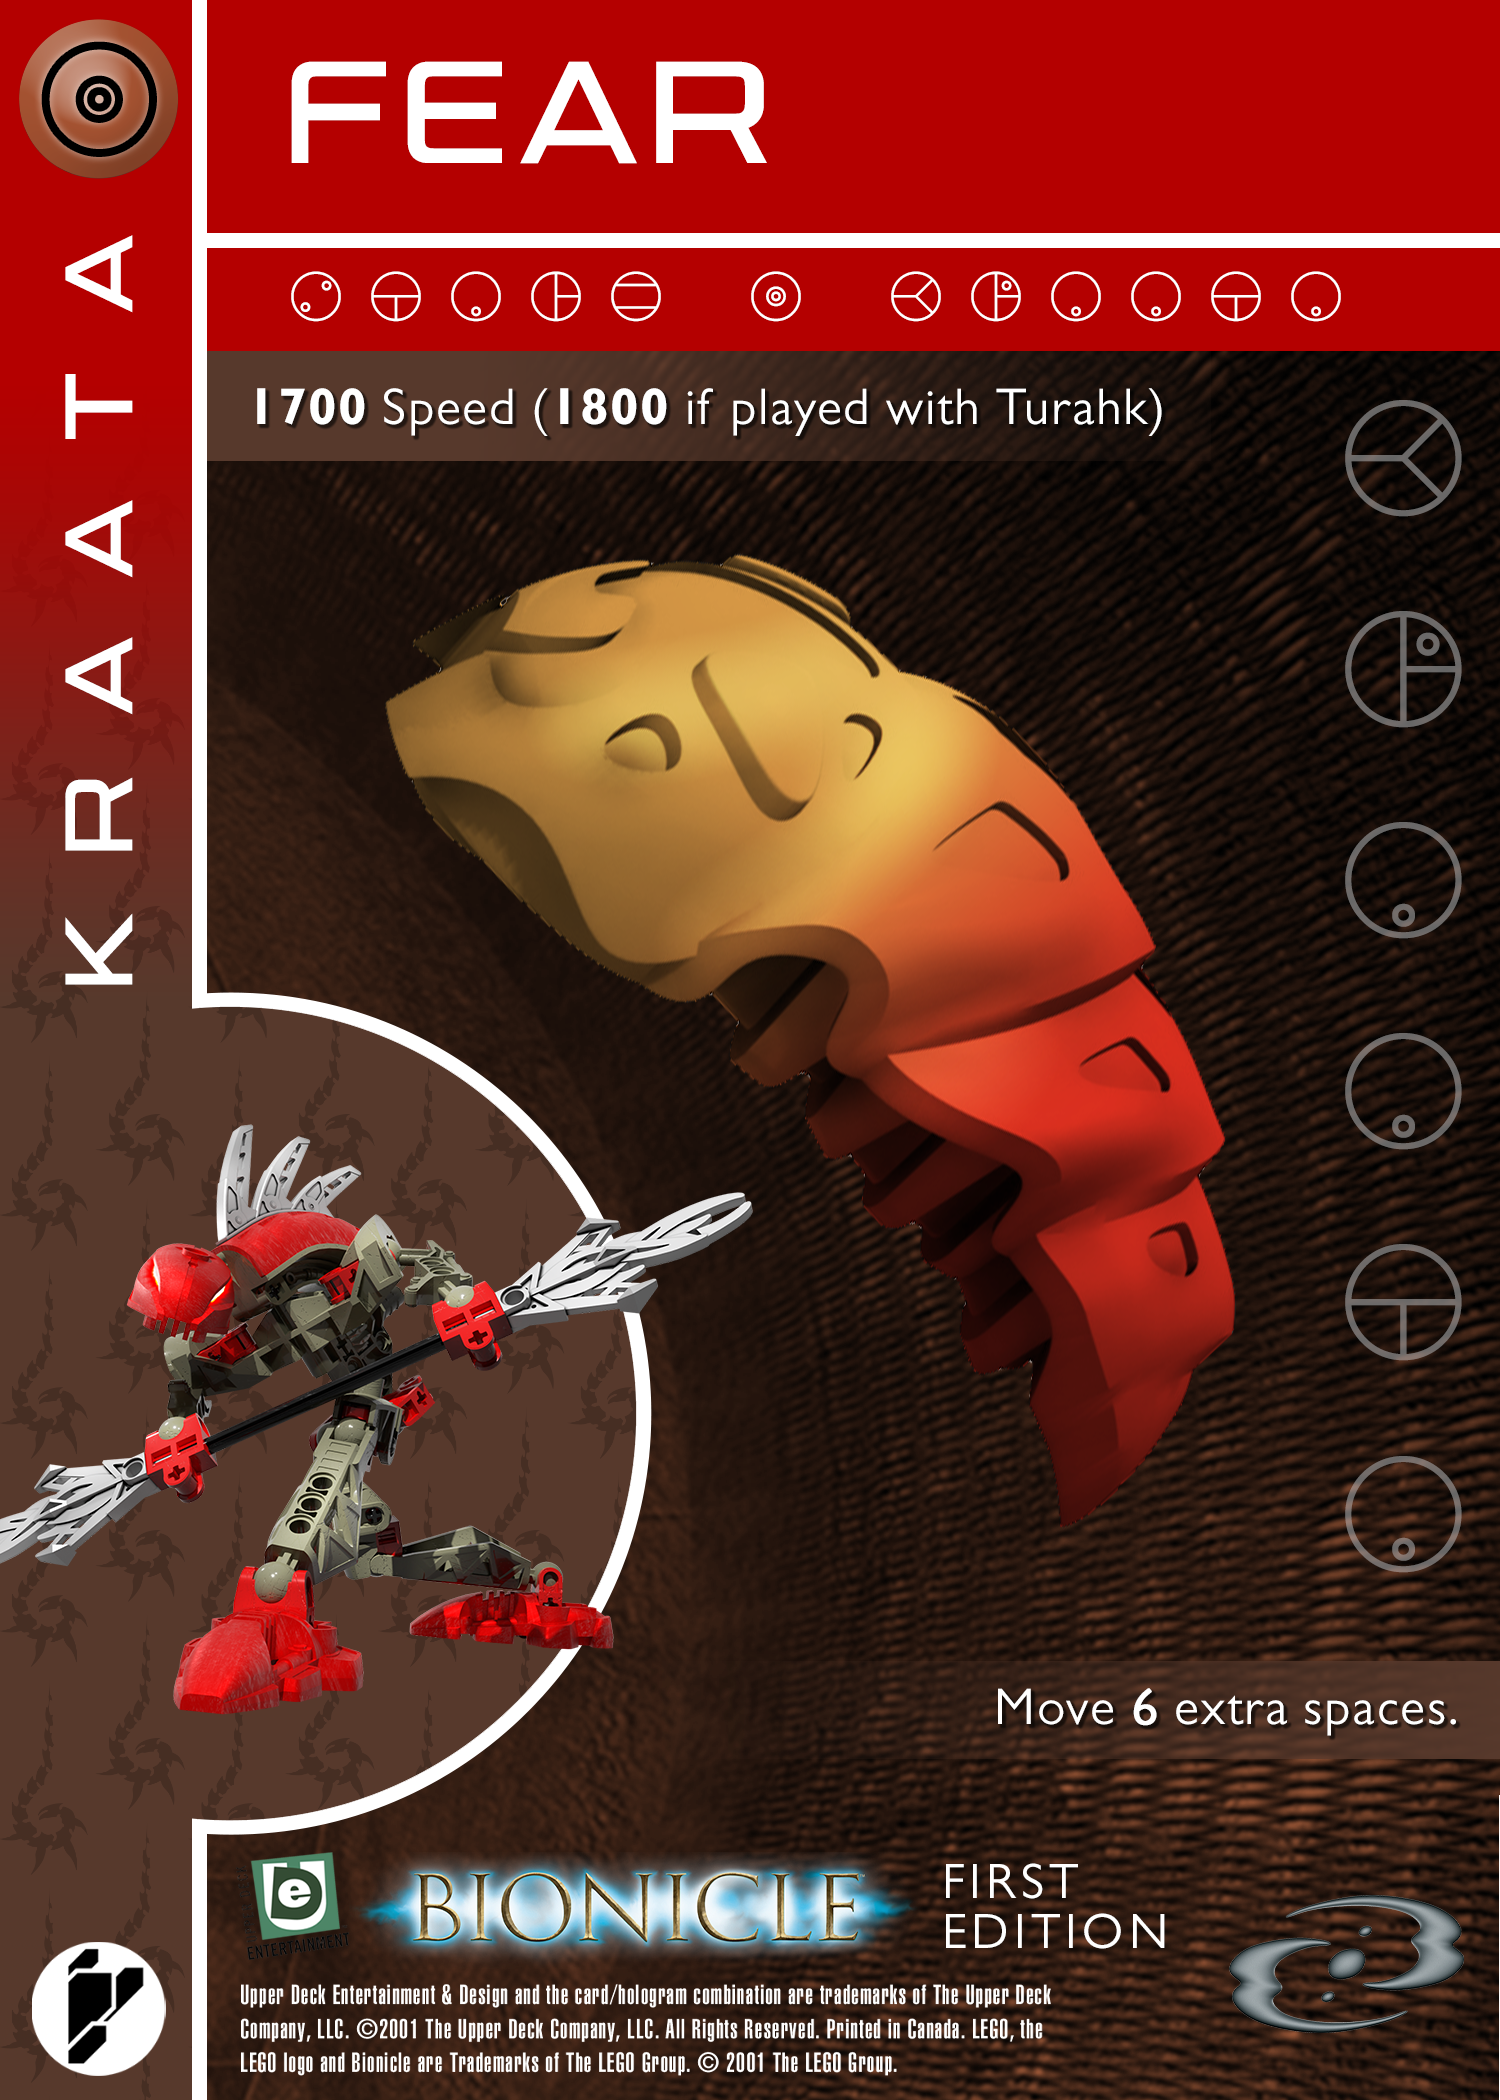 FEAR
KRAATA
1700 Speed (1800 if played with Turahk)
Move 6 extra spaces.
e
ENTERTAINMENT
BIONICLE
FIRST
EDITION
Upper Deck Entertainment & Design and the card/hologram combination are trademarks of The Upper Deck
Company, LLC. ©2001 The Upper Deck Company, LLC. All Rights Reserved. Printed in Canada. LEGO, the
LEGO logo and Bionicle are Trademarks of The LEGO Group. © 2001 The LEGO Group.